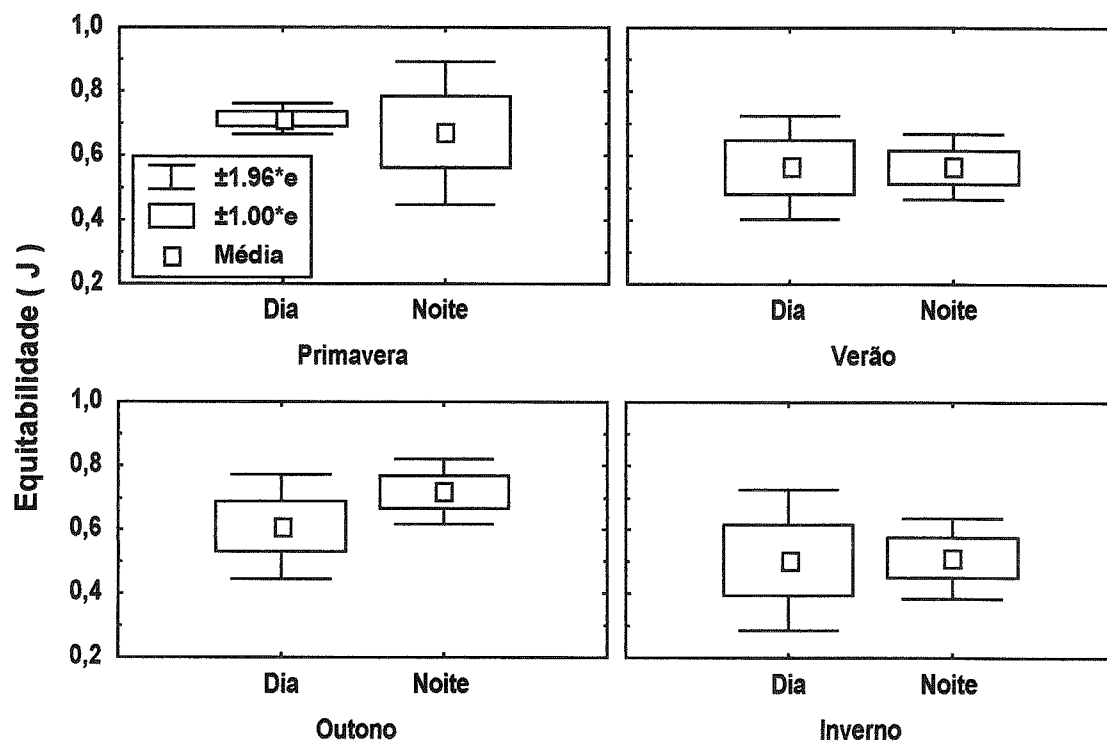 Equitabilidade ( J )
1,0
0,8
0,6
0,4
0,2
±1.96*e
±1.00*e
Média
Dia Noite
Primavera
Dia Noite
Verão
1,0
0,8
0,6
0,4
0,2
Dia Noite
Outono
Dia Noite
Inverno